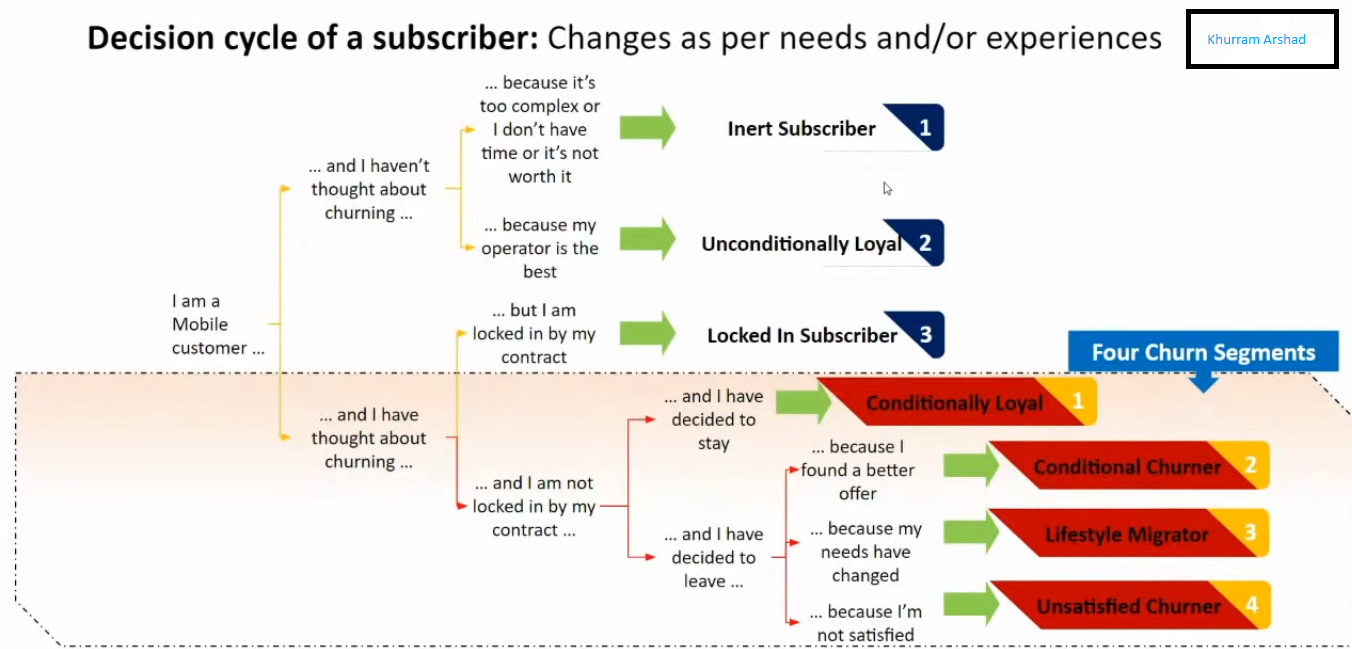 Decision cycle of a subscriber: Changes as per needs and/or experiences
Khurram Arshad
... because it's
too complex or
I don't have
time or it's not
worth it
Inert Subscriber
1
... and I haven't
thought about
churning ...
... because my
operator is the
best
Unconditionally Loyal
2
I am a
Mobile
customer ...
... but I am
locked in by my
contract
Locked In Subscriber
3
Four Churn Segments
... and I have
thought about
churning ...
... and I have
decided to
stay
Conditionally Loyal
1
... and I am not
locked in by my
contract ...
... because I
found a better
offer
Conditional Churner
2
... and I have
decided to
leave ...
... because my
needs have
changed
Lifestyle Migrator
3
... because I'm
not satisfied
Unsatisfied Churner
4